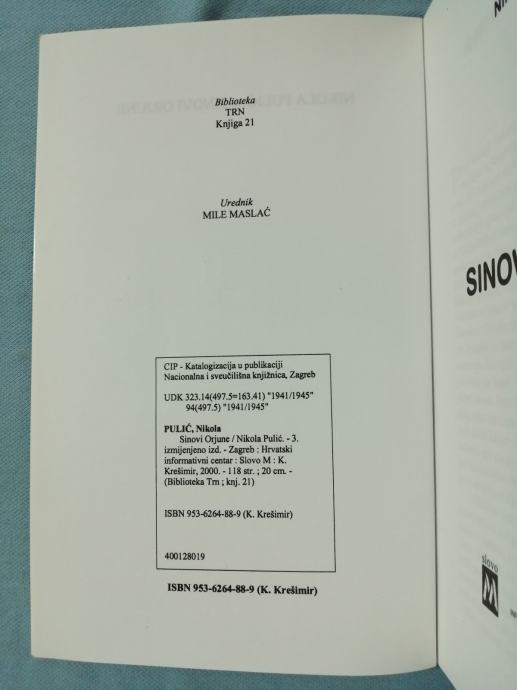 Biblioteka
TRN
Knjiga 21
Urednik
MILE MASLAĆ
CIP - Katalogizacija u publikaciji
Nacionalna i sveučilišna knjižnica, Zagreb
UDK 323.14(497.5=163.41) "1941/1945"
94(497.5) "1941/1945"
PULIĆ, Nikola
Sinovi Orjune / Nikola Pulić. - 3.
izmijenjeno izd. - Zagreb : Hrvatski
informativni centar : Slovo M : K.
Krešimir, 2000. - 118 str. ; 20 cm. -
(Biblioteka Trn ; knj. 21)
ISBN 953-6264-88-9 (K. Krešimir)
400128019
ISBN 953-6264-88-9 (K. Krešimir)
SINOV
slovo
M